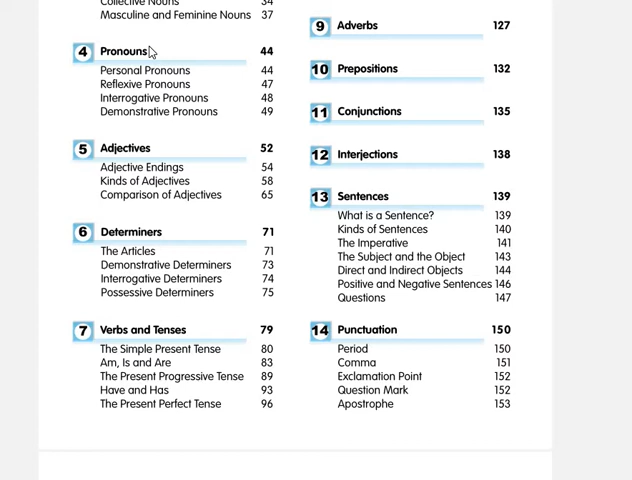 Collective Nouns 34
Masculine and Feminine Nouns 37
4 Pronouns 44
Personal Pronouns 44
Reflexive Pronouns 47
Interrogative Pronouns 48
Demonstrative Pronouns 49
5 Adjectives 52
Adjective Endings 54
Kinds of Adjectives 58
Comparison of Adjectives 65
6 Determiners 71
The Articles 71
Demonstrative Determiners 73
Interrogative Determiners 74
Possessive Determiners 75
7 Verbs and Tenses 79
The Simple Present Tense 80
Am, Is and Are 83
The Present Progressive Tense 89
Have and Has 93
The Present Perfect Tense 96
9 Adverbs 127
10 Prepositions 132
11 Conjunctions 135
12 Interjections 138
13 Sentences 139
What is a Sentence? 139
Kinds of Sentences 140
The Imperative 141
The Subject and the Object 143
Direct and Indirect Objects 144
Positive and Negative Sentences 146
Questions 147
14 Punctuation 150
Period 150
Comma 151
Exclamation Point 152
Question Mark 152
Apostrophe 153